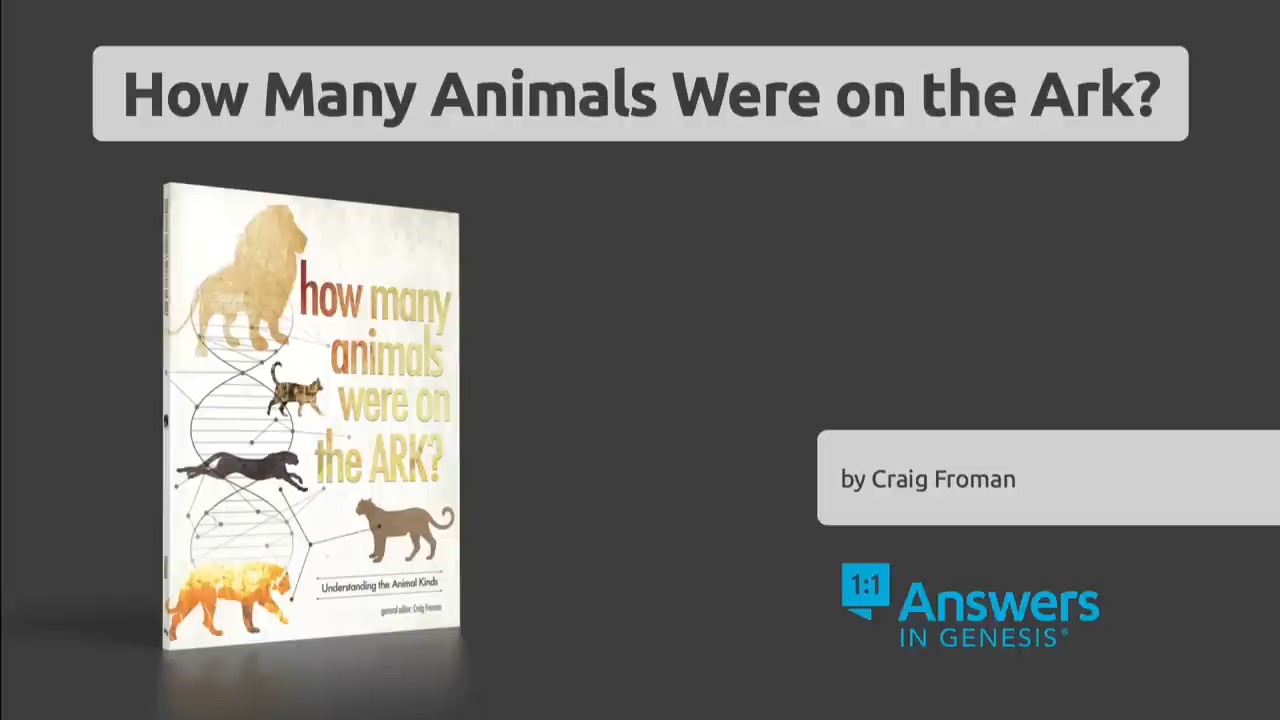 How Many Animals Were on the Ark?
how many
animals
were on
the ARK?
Understanding the Animal Kinds
general editor: Craig Froman
by Craig Froman
1:1
Answers
IN GENESIS®